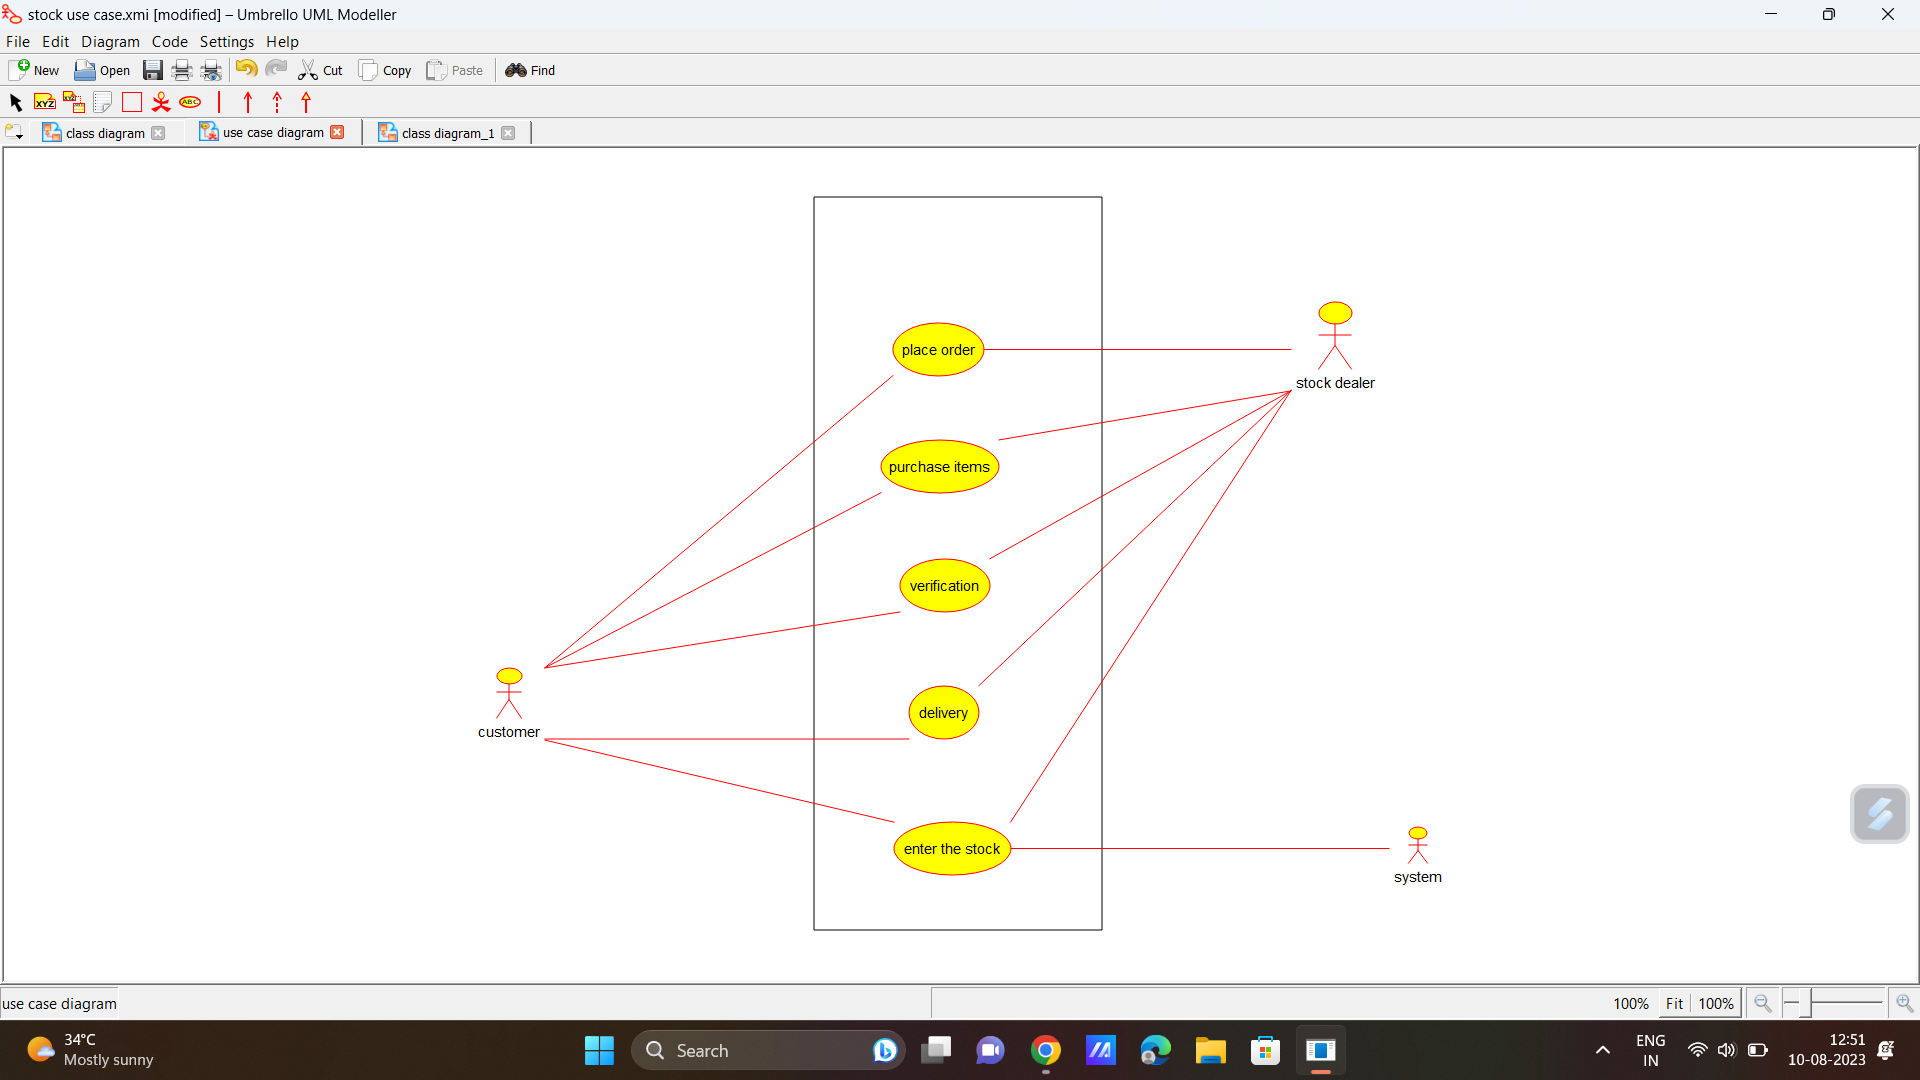 stock use case.xmi [modified] – Umbrello UML Modeller
File Edit Diagram Code Settings Help
New Open Cut Copy Paste Find
XYZ XYZ ABC
class diagram use case diagram class diagram_1
place order
stock dealer
purchase items
verification
delivery
customer
enter the stock
system
use case diagram 100% Fit 100%
34°C
Mostly sunny
Search
ENG
IN
12:51
10-08-2023